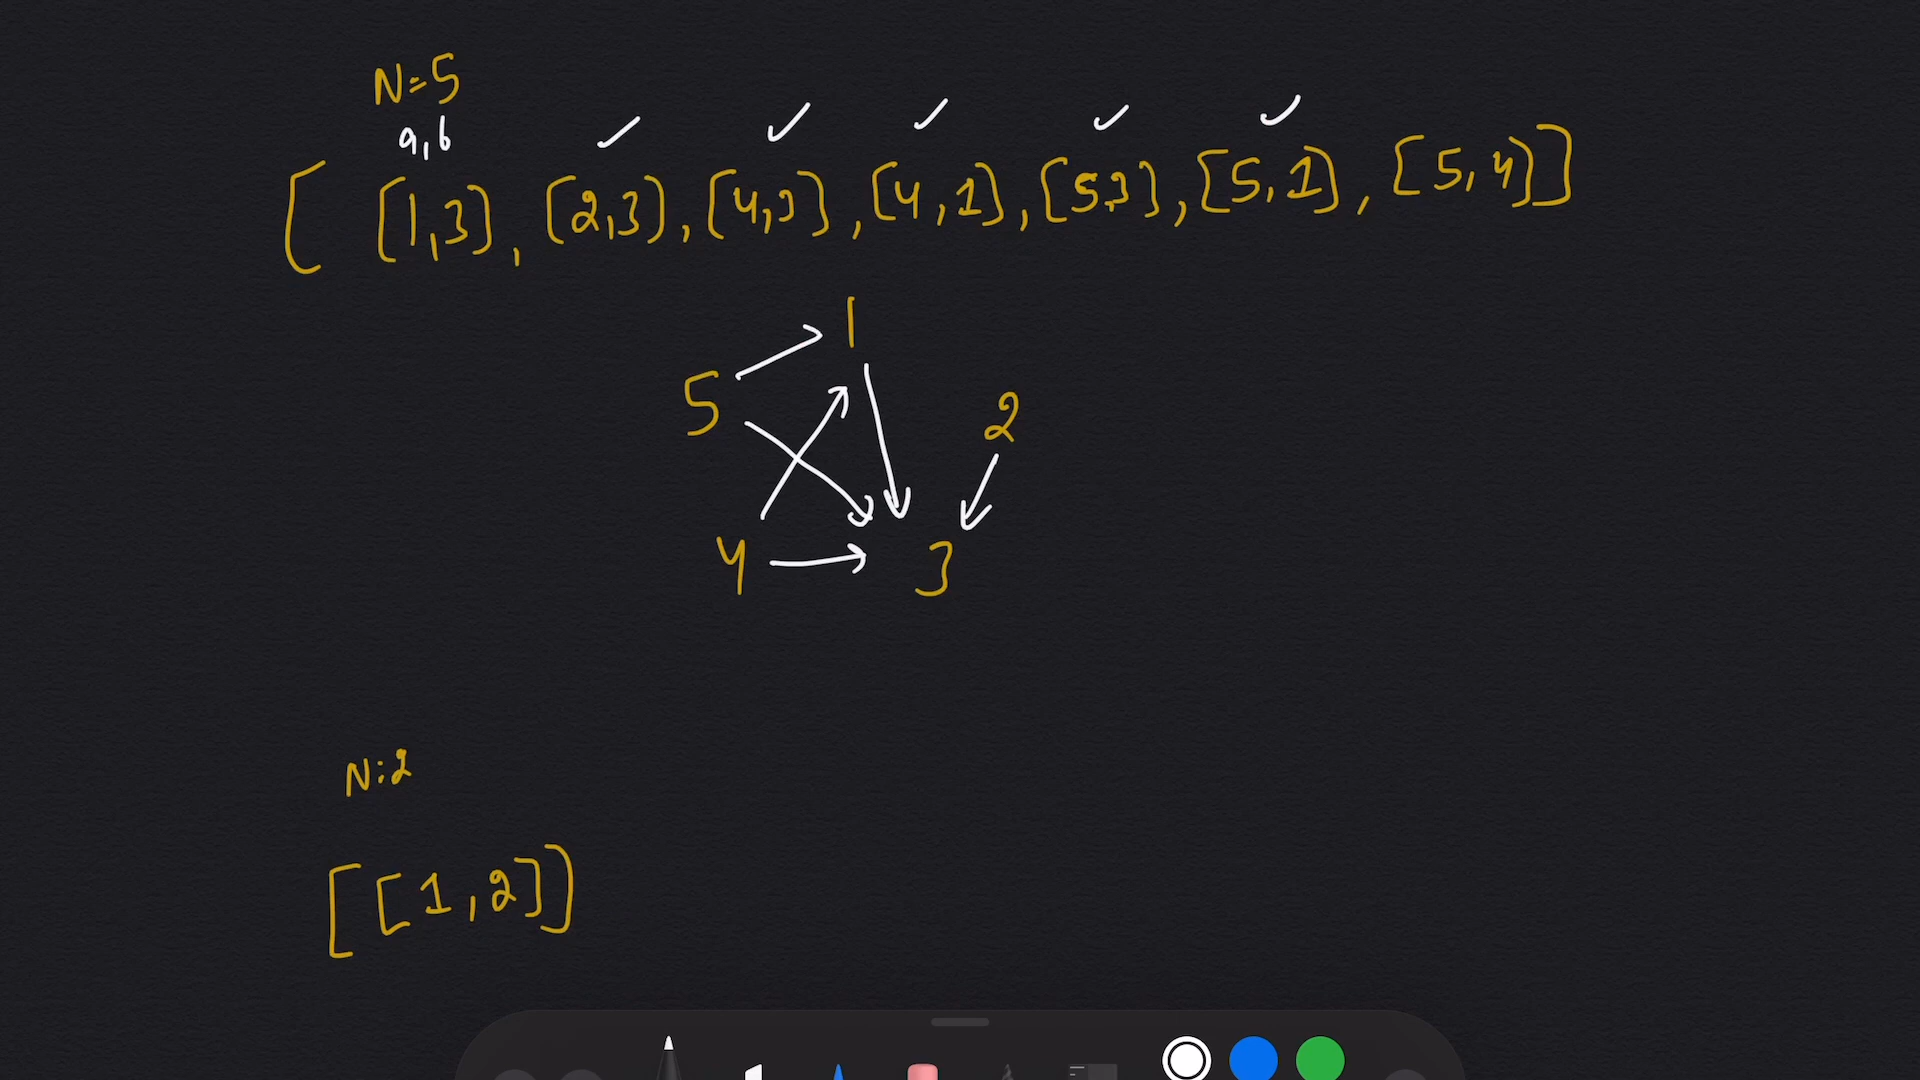 N=5
a,b
[ [1,3], [2,3], [4,3], [4,1], [5,3], [5,1], [5,4]]
1
5
2
4
3
N:2
[[1,2]]